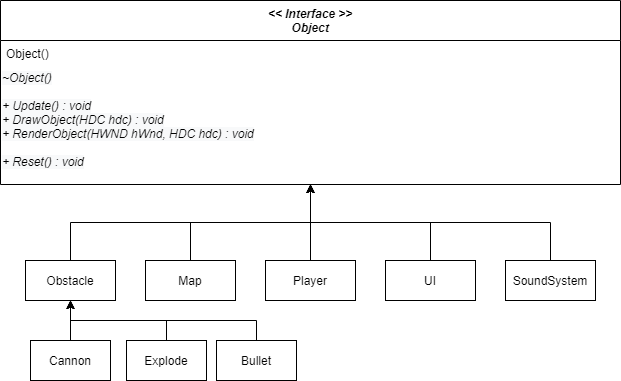 << Interface >>
Object
Object()
~Object()
+ Update() : void
+ DrawObject(HDC hdc) : void
+ RenderObject(HWND hWnd, HDC hdc) : void
+ Reset() : void
Obstacle Map Player UI SoundSystem
Cannon Explode Bullet